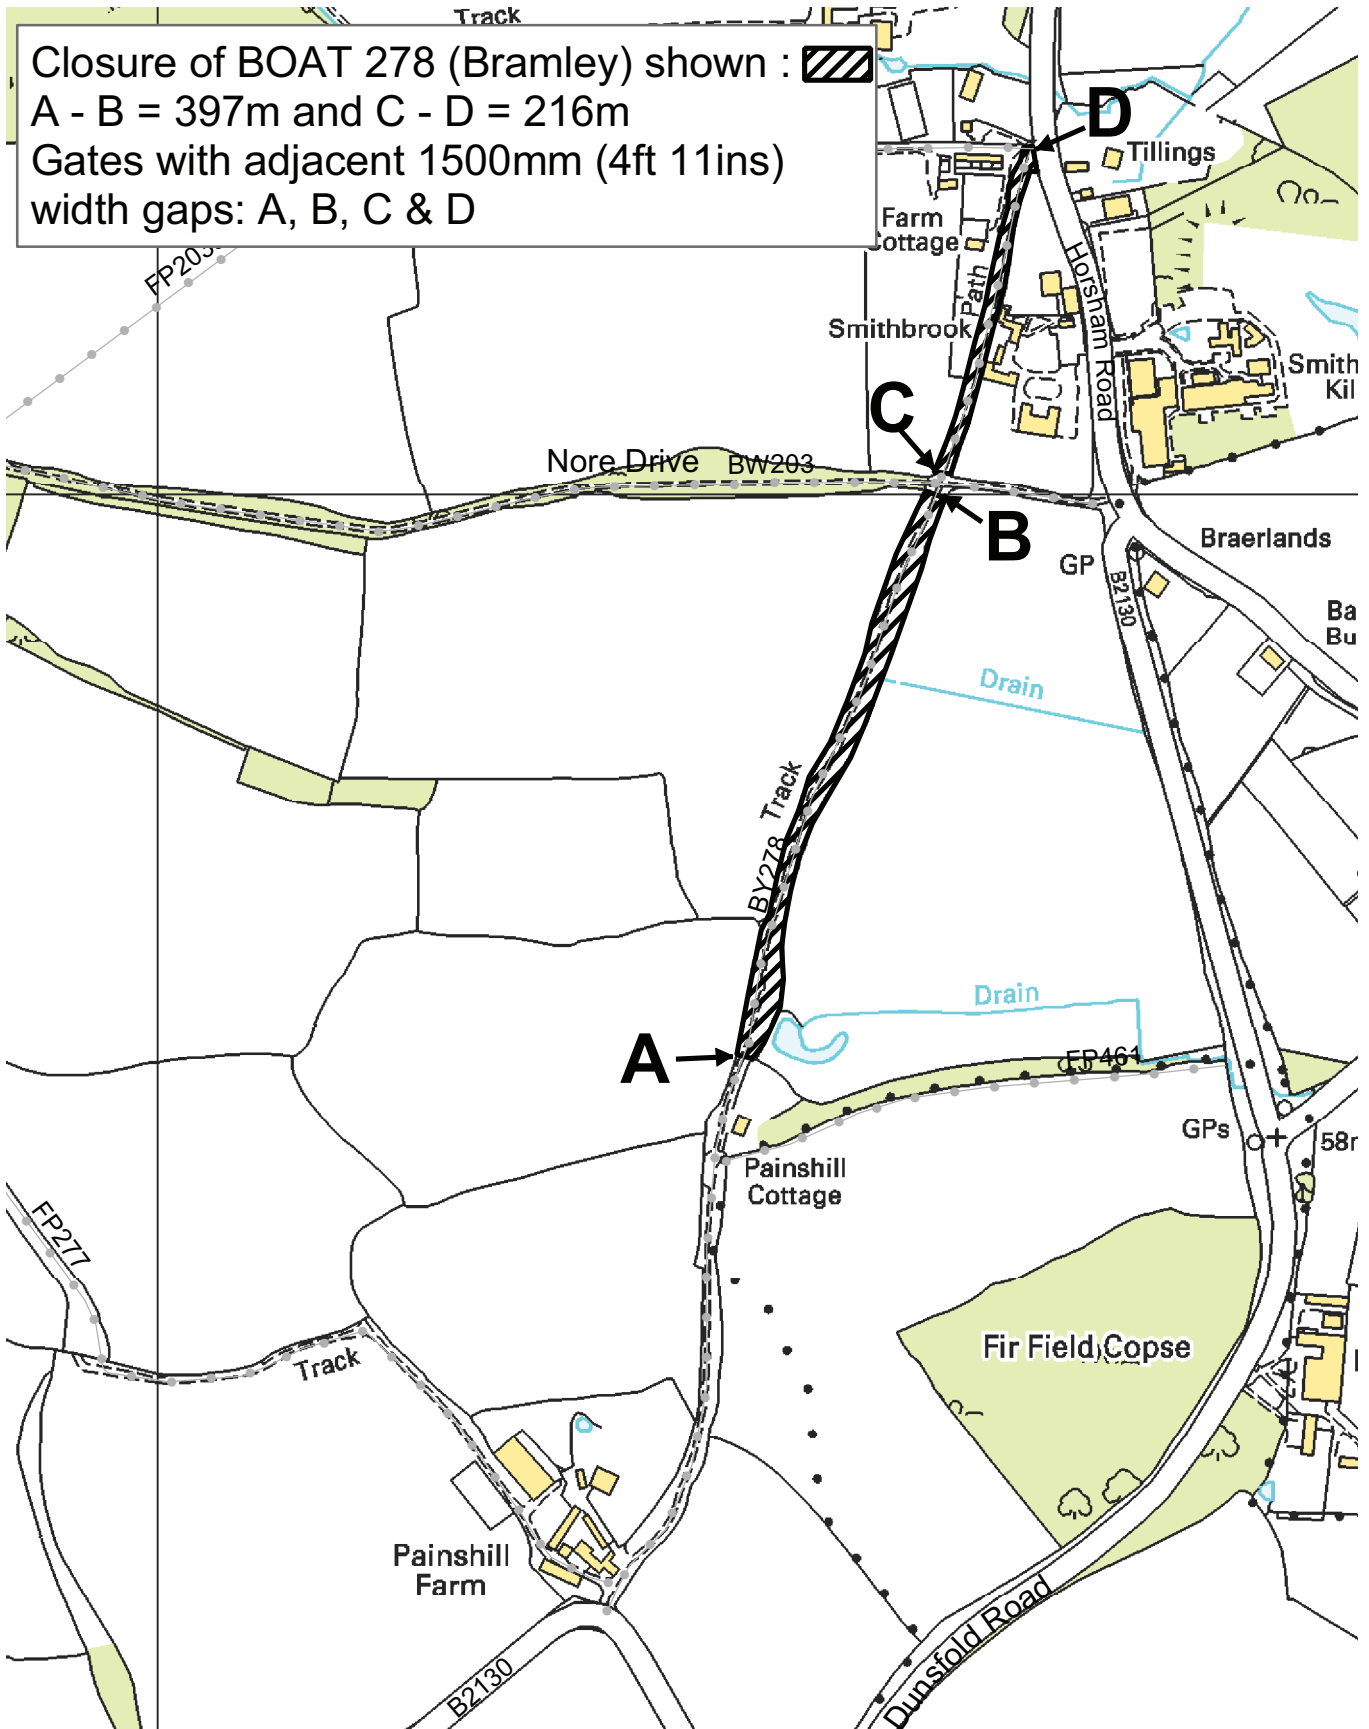 Track
Closure of BOAT 278 (Bramley) shown :
A - B = 397m and C - D = 216m
Gates with adjacent 1500mm (4ft 11ins)
width gaps: A, B, C & D
D
Tillings
Farm
Cottage
FP203
Path
Horsham Road
Smithbrook
Smith
Kil
C
Nore Drive
BW203
B
Braerlands
GP
B2130
Ba
Bu
Drain
Track
BY278
Drain
A
FP461
GPs
58m
Painshill
Cottage
FP277
Track
Fir Field Copse
Painshill
Farm
B2130
Dunsfold Road